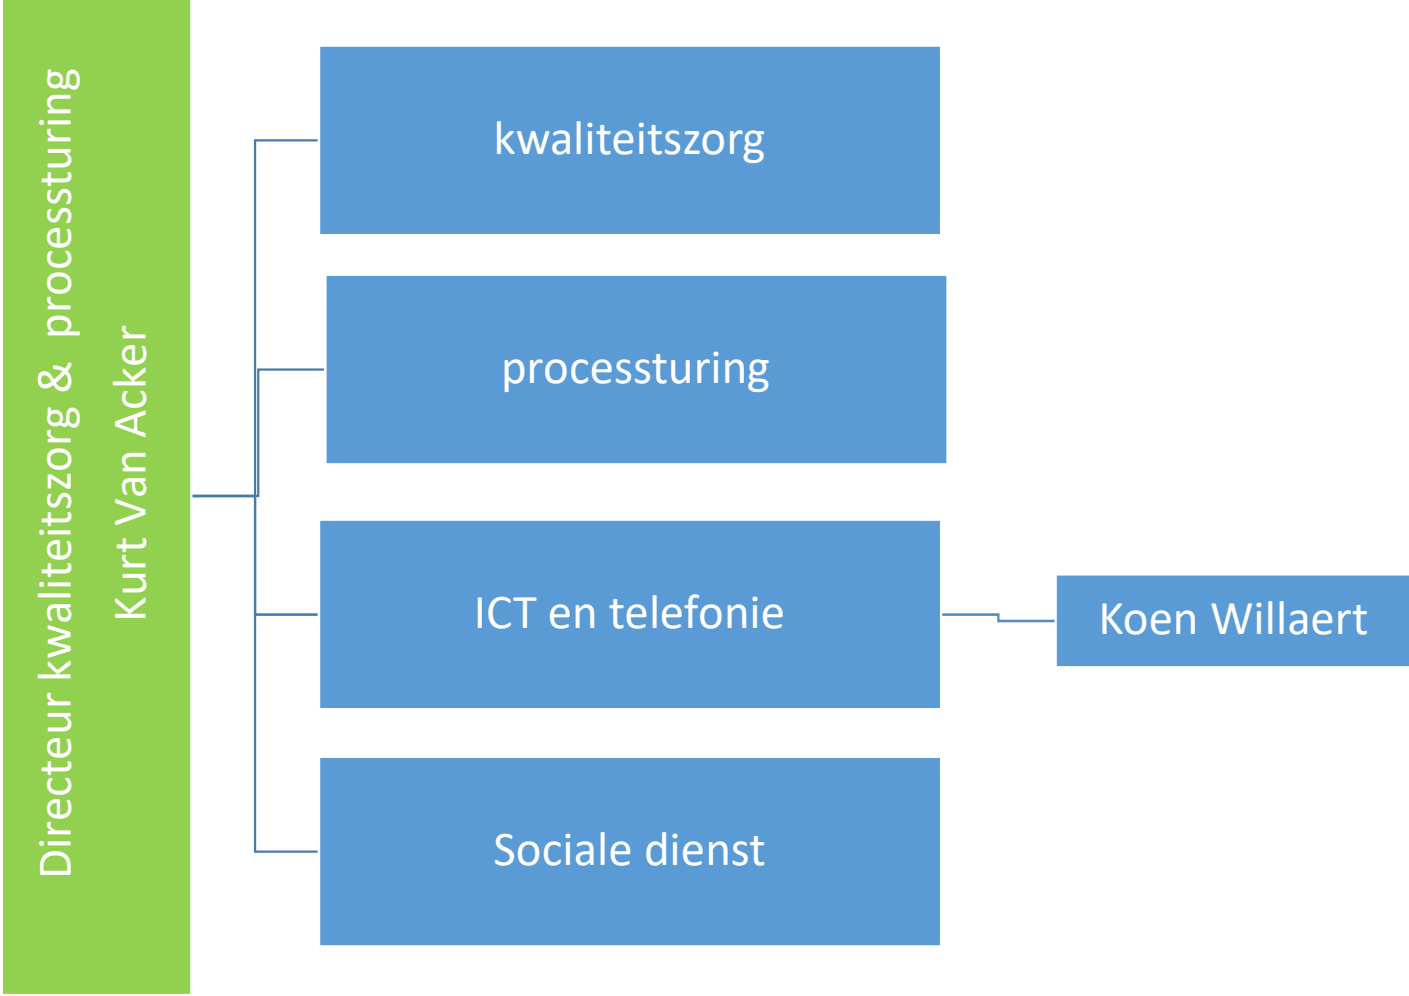 Directeur kwaliteitszorg & processturing
Kurt Van Acker
kwaliteitszorg
processturing
ICT en telefonie
Koen Willaert
Sociale dienst